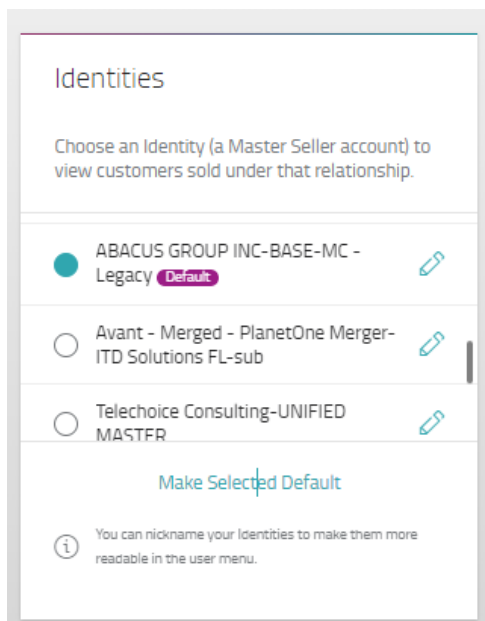 Identities
Choose an Identity (a Master Seller account) to
view customers sold under that relationship.
ABACUS GROUP INC-BASE-MC -
Legacy Default
Avant - Merged - PlanetOne Merger-
ITD Solutions FL-sub
Telechoice Consulting-UNIFIED
MASTER
Make Selected Default
You can nickname your Identities to make them more
readable in the user menu.